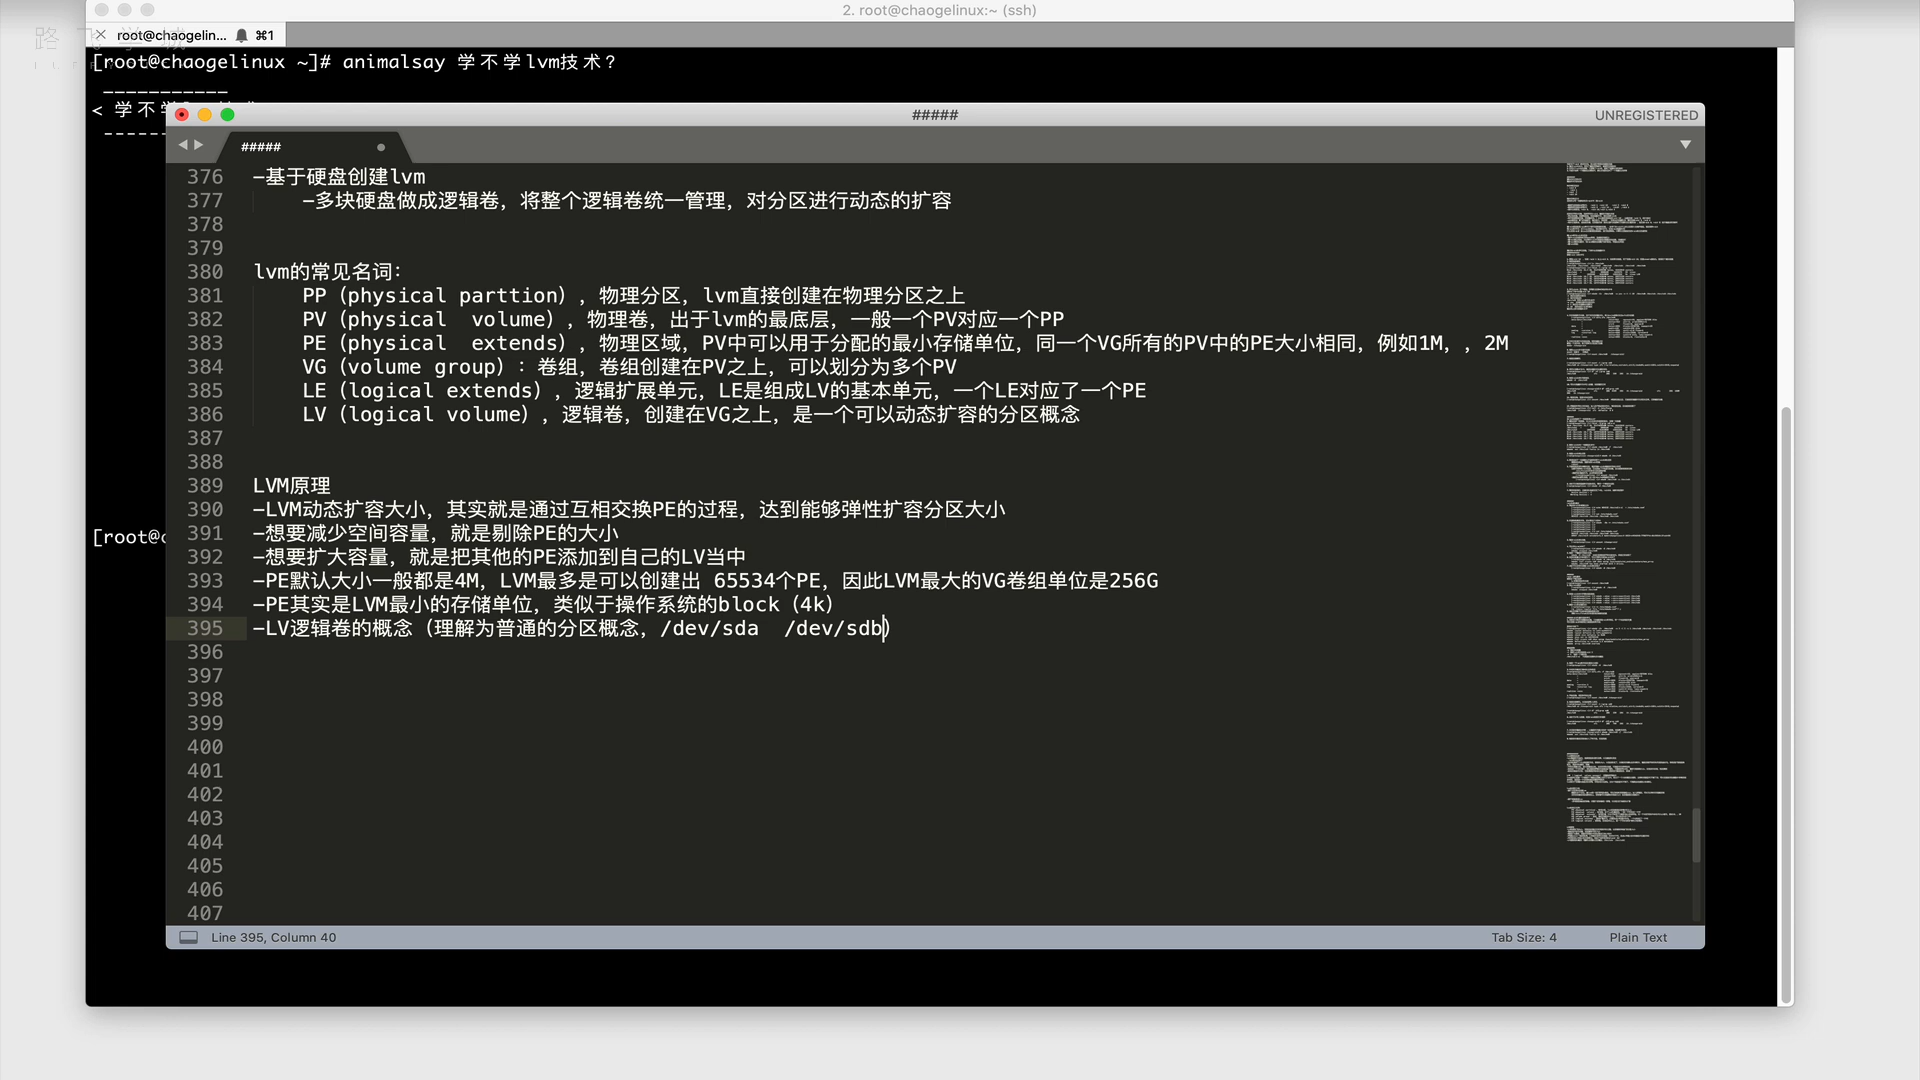 2. root@chaogelinux:~ (ssh)
root@chaogelin... ⌘1
[root@chaogelinux ~]# animalsay 学不学lvm技术?
< 学不学
#####
UNREGISTERED
#####
376 -基于硬盘创建lvm
377 -多块硬盘做成逻辑卷，将整个逻辑卷统一管理，对分区进行动态的扩容
378
379
380 lvm的常见名词：
381 PP（physical parttion），物理分区，lvm直接创建在物理分区之上
382 PV（physical  volume），物理卷，出于lvm的最底层，一般一个PV对应一个PP
383 PE（physical  extends），物理区域，PV中可以用于分配的最小存储单位，同一个VG所有的PV中的PE大小相同，例如1M，，2M
384 VG（volume group）：卷组，卷组创建在PV之上，可以划分为多个PV
385 LE（logical extends），逻辑扩展单元，LE是组成LV的基本单元，一个LE对应了一个PE
386 LV（logical volume），逻辑卷，创建在VG之上，是一个可以动态扩容的分区概念
387
388
389 LVM原理
390 -LVM动态扩容大小，其实就是通过互相交换PE的过程，达到能够弹性扩容分区大小
391 -想要减少空间容量，就是剔除PE的大小
[root@c
392 -想要扩大容量，就是把其他的PE添加到自己的LV当中
393 -PE默认大小一般都是4M，LVM最多是可以创建出 65534个PE，因此LVM最大的VG卷组单位是256G
394 -PE其实是LVM最小的存储单位，类似于操作系统的block（4k）
395 -LV逻辑卷的概念（理解为普通的分区概念，/dev/sda  /dev/sdb）
396
397
398
399
400
401
402
403
404
405
406
407
Line 395, Column 40
Tab Size: 4
Plain Text